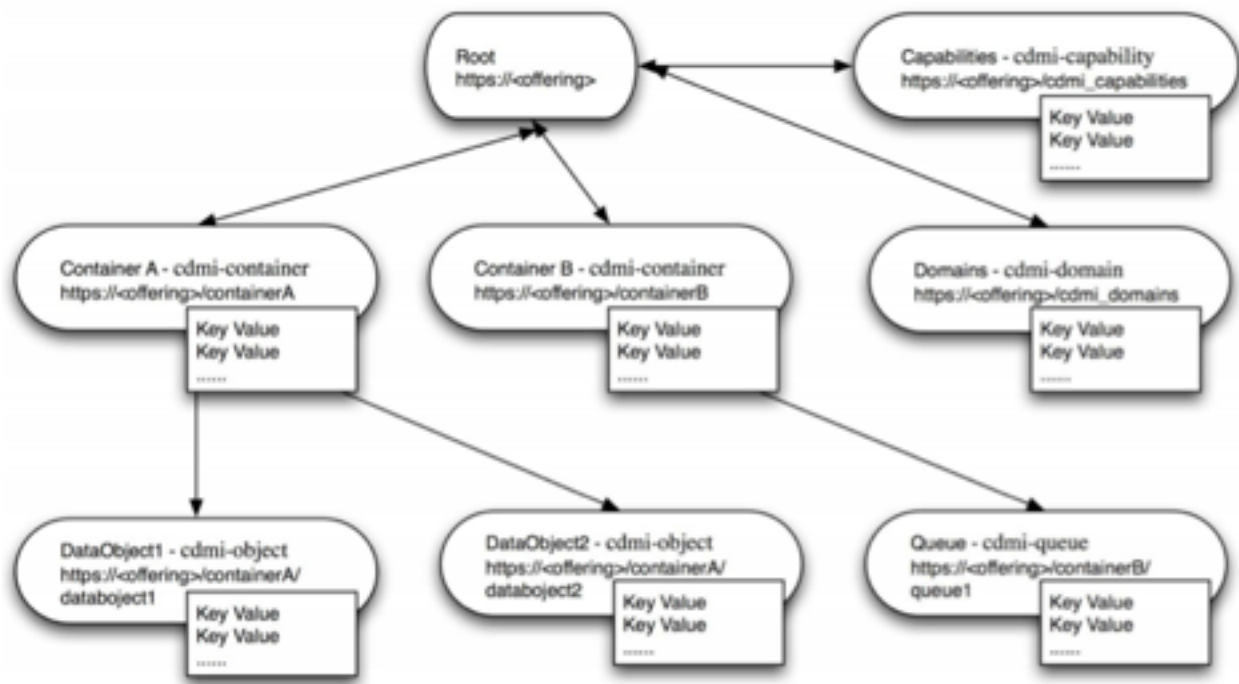 Root
https://<offering>
Capabilities - cdmi-capability
https://<offering>/cdmi_capabilities
Key Value
Key Value
......
Container A - cdmi-container
https://<offering>/containerA
Key Value
Key Value
......
Container B - cdmi-container
https://<offering>/containerB
Key Value
Key Value
......
Domains - cdmi-domain
https://<offering>/cdmi_domains
Key Value
Key Value
......
DataObject1 - cdmi-object
https://<offering>/containerA/
databoject1
Key Value
Key Value
......
DataObject2 - cdmi-object
https://<offering>/containerA/
databoject2
Key Value
Key Value
......
Queue - cdmi-queue
https://<offering>/containerB/
queue1
Key Value
Key Value
......